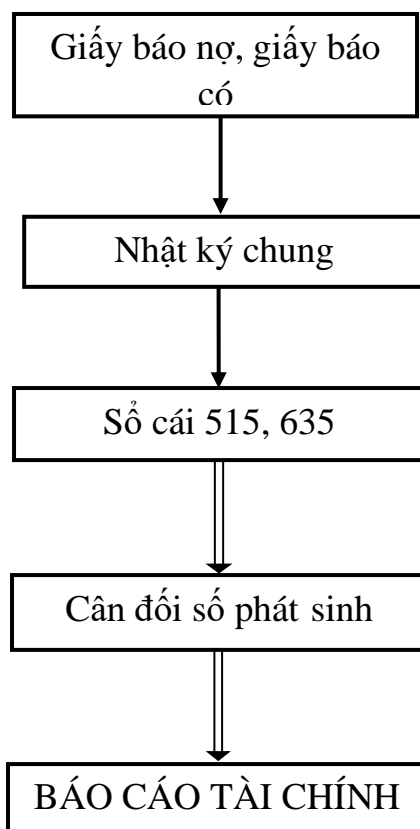 Giấy báo nợ, giấy báo
có
Nhật ký chung
Sổ cái 515, 635
Cân đối số phát sinh
BÁO CÁO TÀI CHÍNH